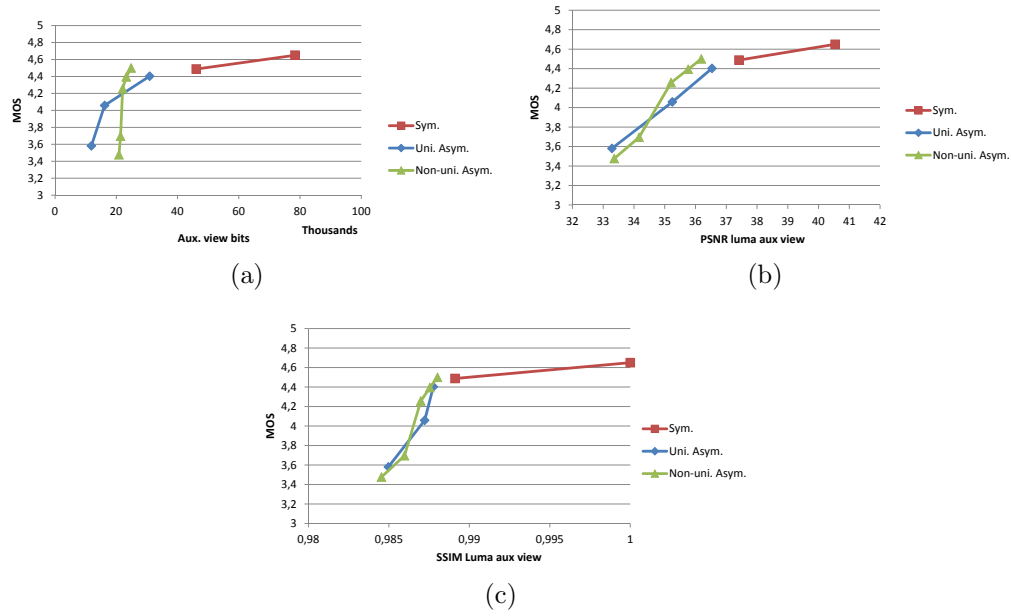 5
4,8
4,6
4,4
4,2
4
3,8
3,6
3,4
3,2
3
MOS
0 20 40 60 80 100
Thousands
Aux. view bits
Sym.
Uni. Asym.
Non-uni. Asym.
(a)
5
4,8
4,6
4,4
4,2
4
3,8
3,6
3,4
3,2
3
MOS
32 33 34 35 36 37 38 39 40 41 42
PSNR luma aux view
Sym.
Uni. Asym.
Non-uni. Asym.
(b)
5
4,8
4,6
4,4
4,2
4
3,8
3,6
3,4
3,2
3
MOS
0,98 0,985 0,99 0,995 1
SSIM Luma aux view
Sym.
Uni. Asym.
Non-uni. Asym.
(c)